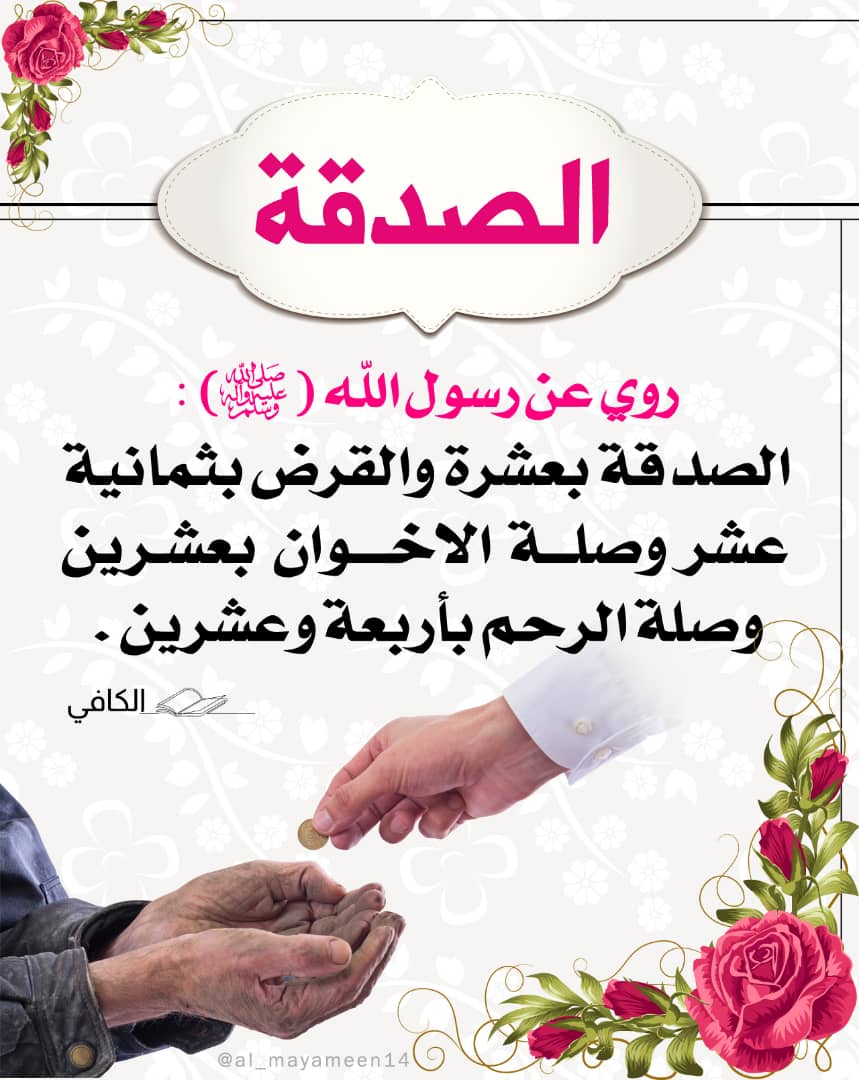 الصدقة
روي عن رسول الله ( صلى الله عليه وآله وسلم ) :
الصدقة بعشرة والقرض بثمانية
عشر وصلة الاخوان بعشرين
وصلة الرحم بأربعة وعشرين .
الكافي
@al_mayameen14